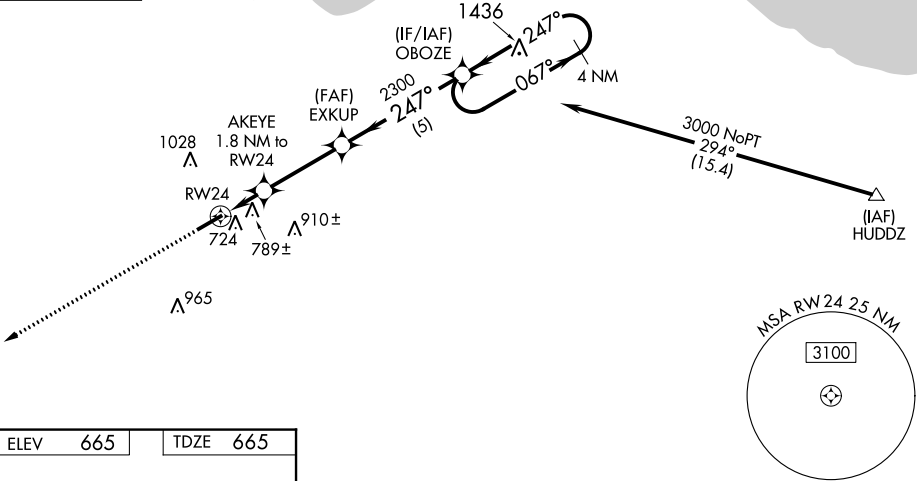 1436
(IF/IAF)
OBOZE
247°
067°
4 NM
2300
247°
(5)
(FAF)
EXKUP
AKEYE
1.8 NM to
RW24
1028
RW24
724
789±
910±
965
3000 NoPT
294°
(15.4)
(IAF)
HUDDZ
MSA RW24 25 NM
3100
ELEV 665
TDZE 665